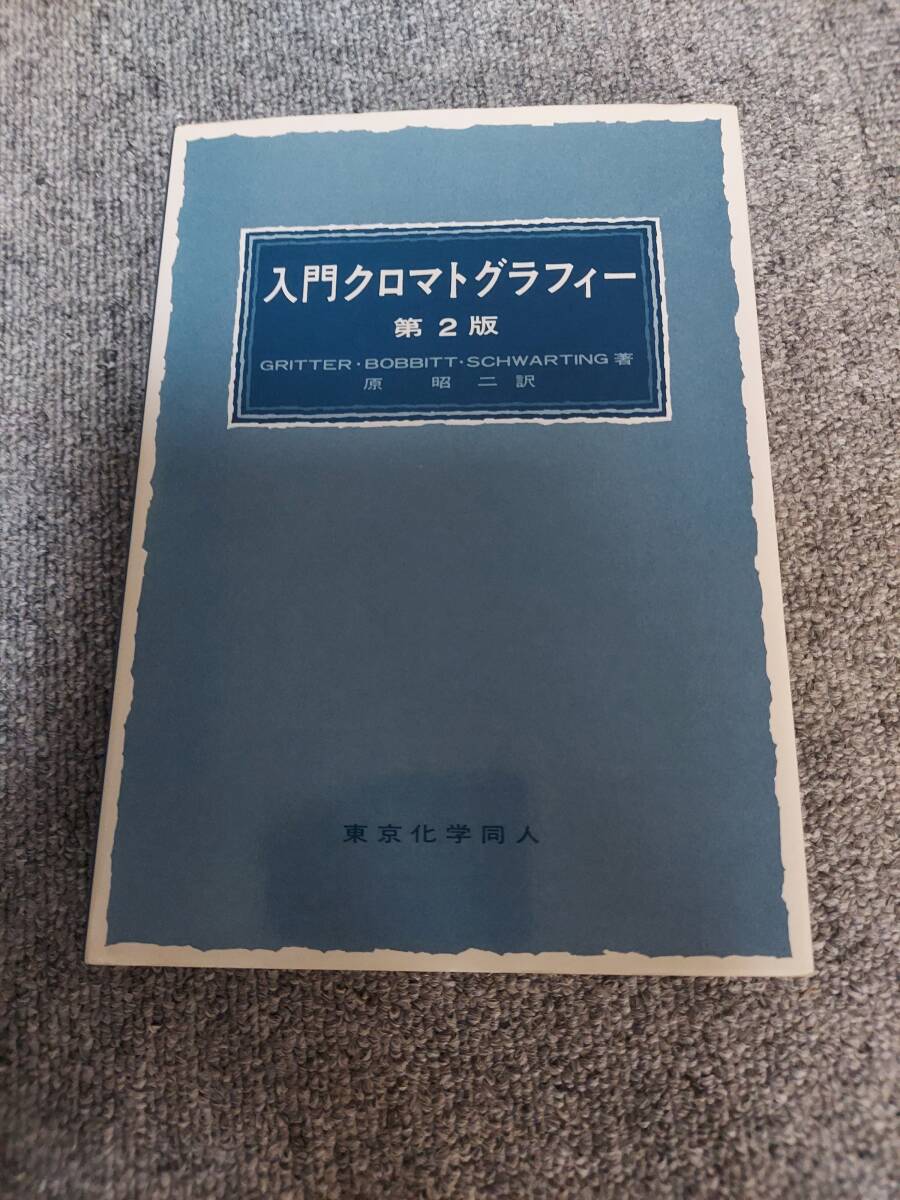 入門クロマトグラフィー
第2版
GRITTER・BOBBITT・SCHWARTING 著
原 昭二訳
東京化学同人